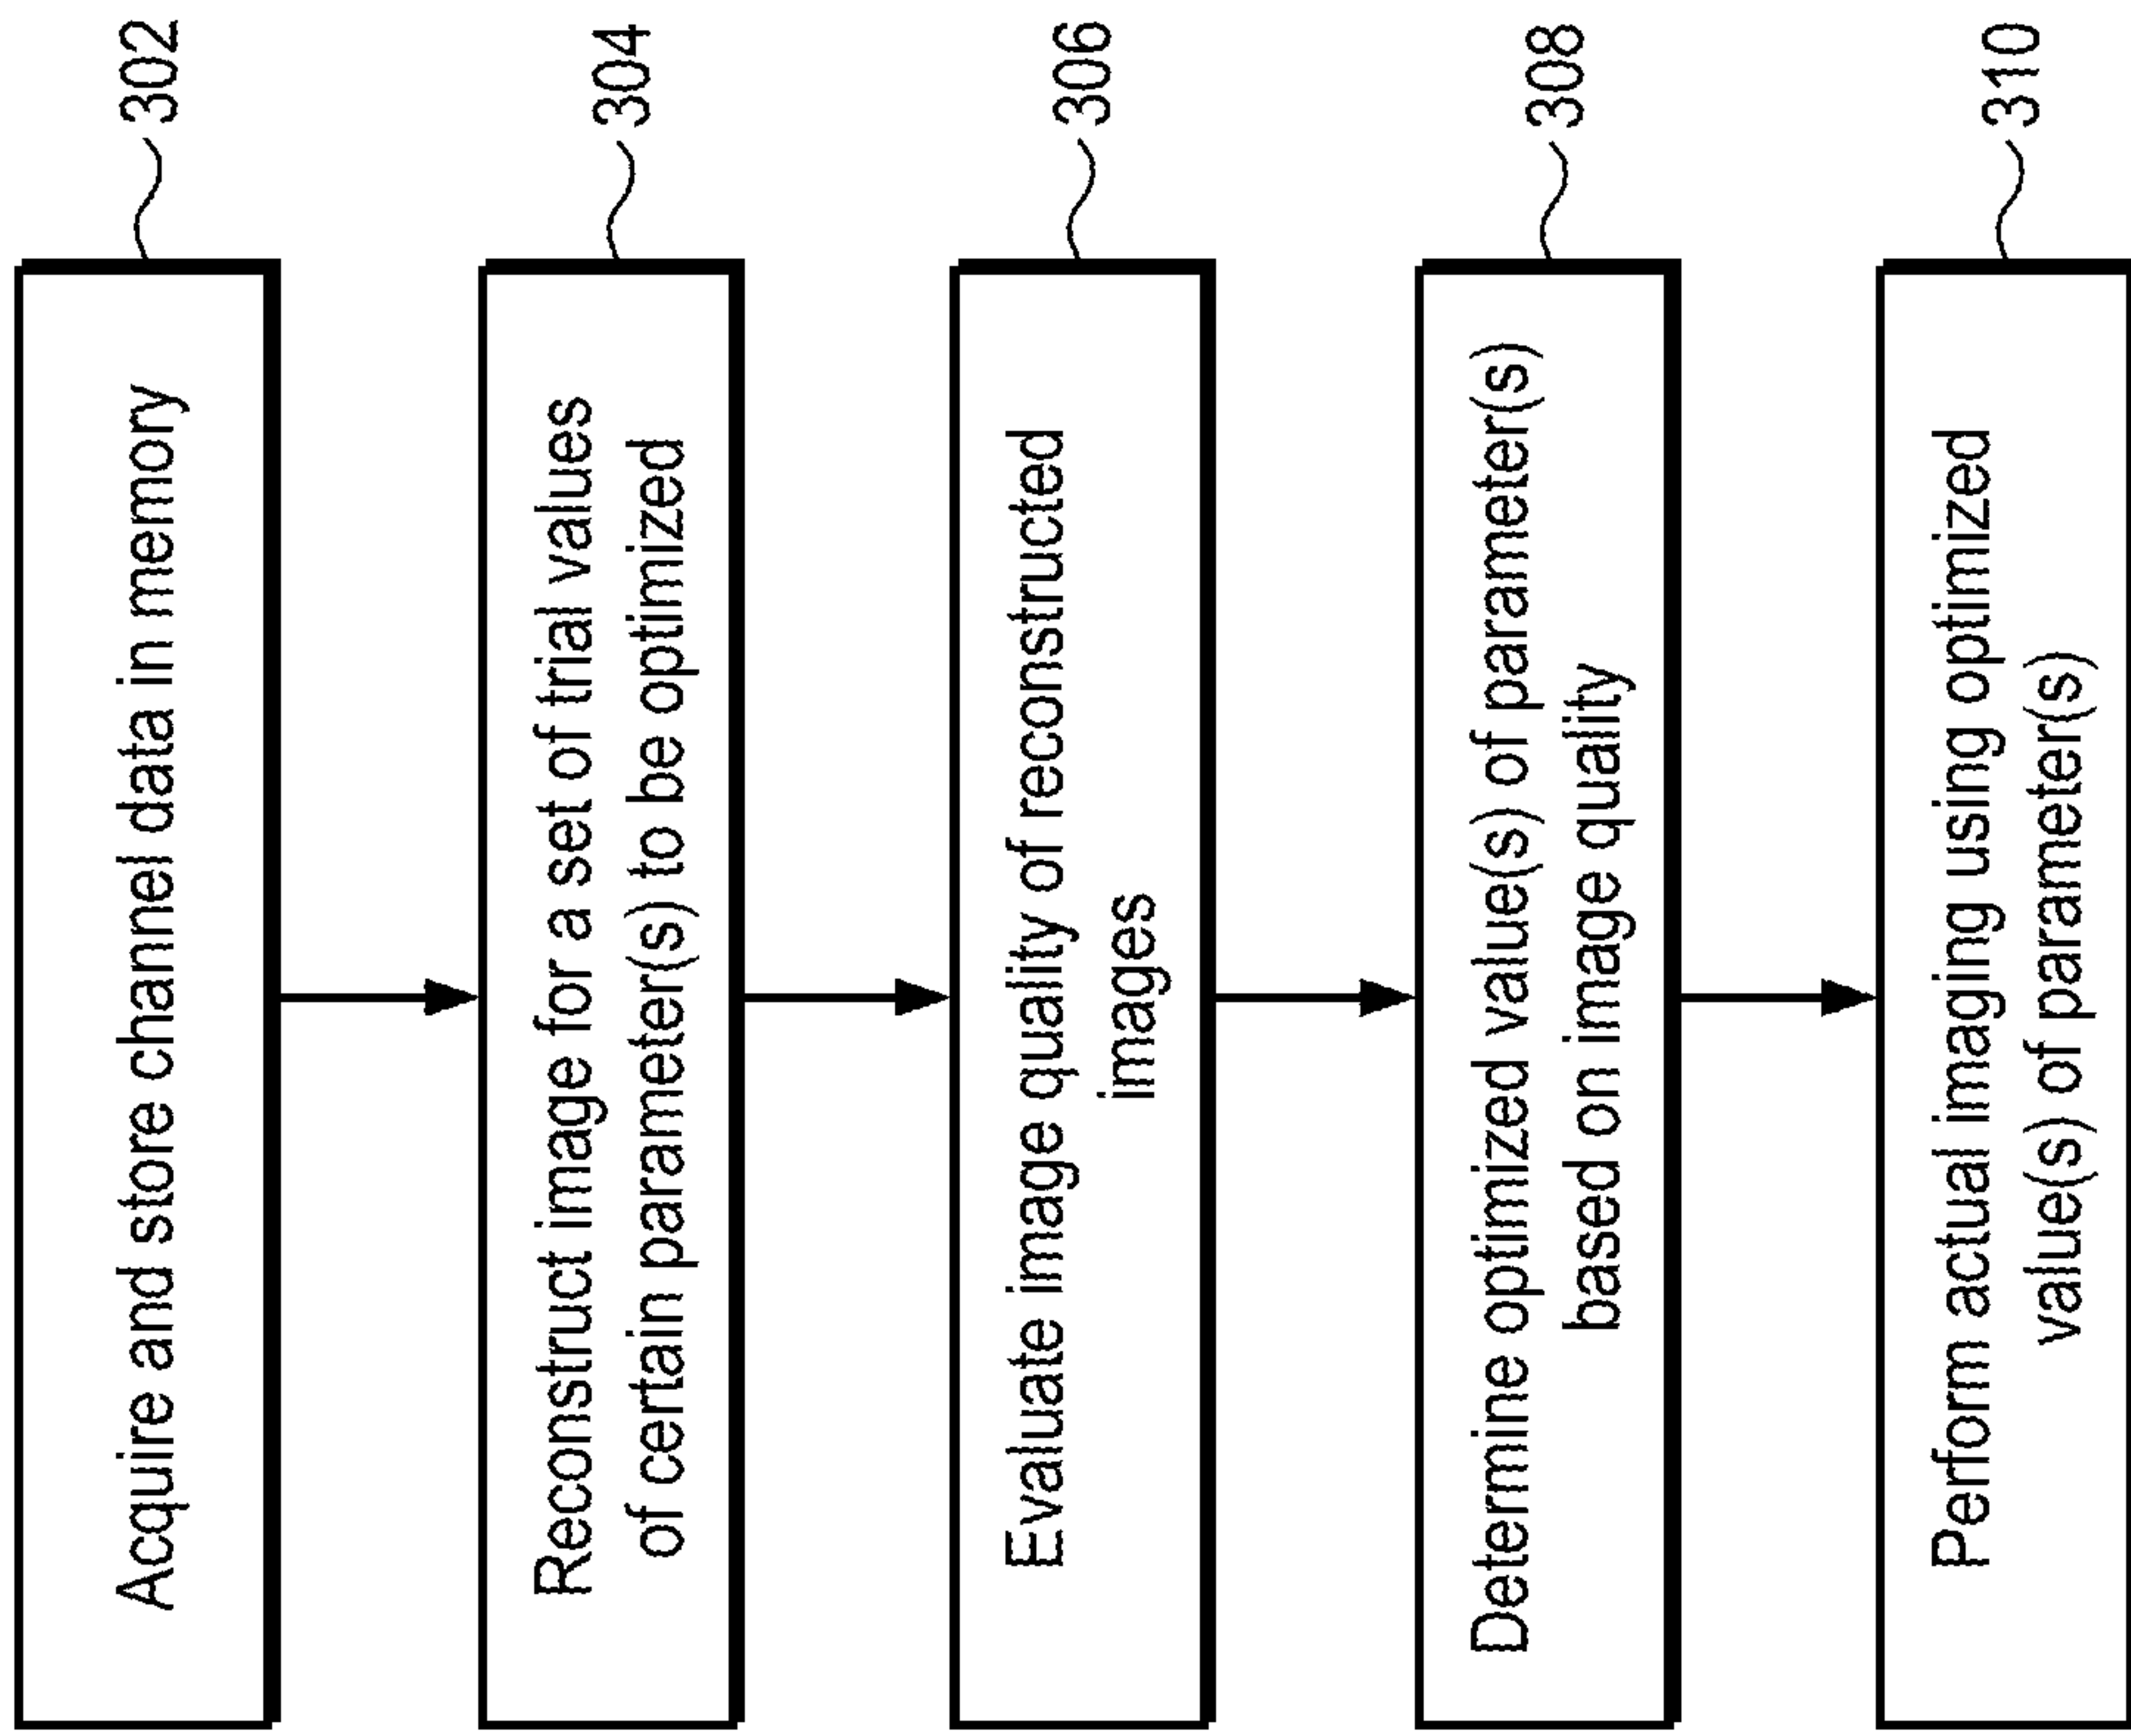 Acquire and store channel data in memory
302
Reconstruct image for a set of trial values
of certain parameter(s) to be optimized
304
Evaluate image quality of reconstructed
images
306
Determine optimized value(s) of parameter(s)
based on image quality
308
Perform actual imaging using optimized
value(s) of parameter(s)
310